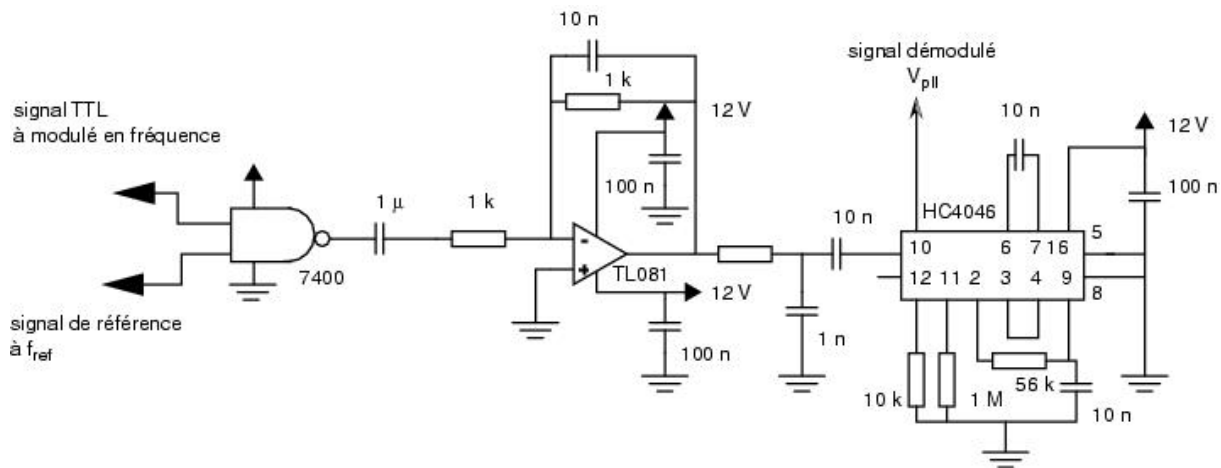 10 n
signal démodulé
V pll
1 k
12 V
10 n
12 V
signal TTL
à modulé en fréquence
100 n
100 n
1 µ
1 k
10 n
HC4046
10
6
7
16
5
-
+
TL081
12
11
2
3
4
9
8
7400
12 V
signal de référence
à f ref
100 n
1 n
10 k
1 M
56 k
10 n